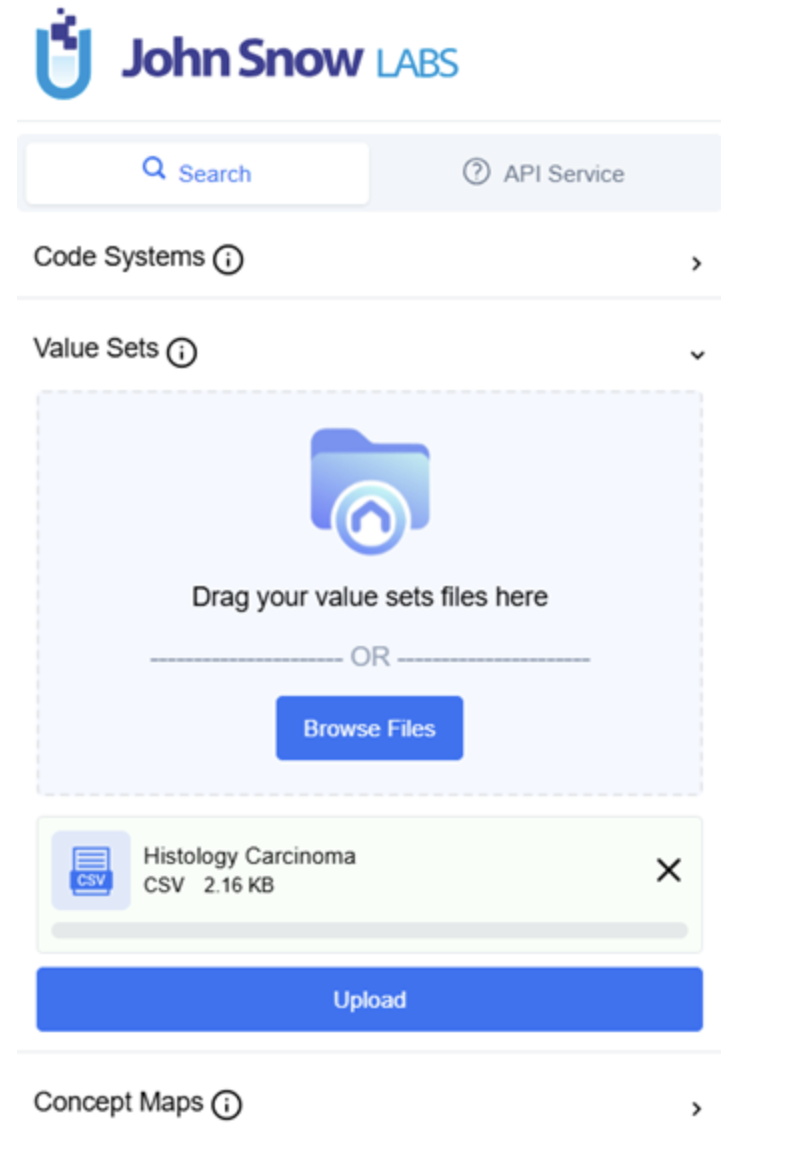 John Snow LABS
Search
API Service
Code Systems
Value Sets
Drag your value sets files here
OR
Browse Files
CSV
Histology Carcinoma
CSV 2.16 KB
Upload
Concept Maps